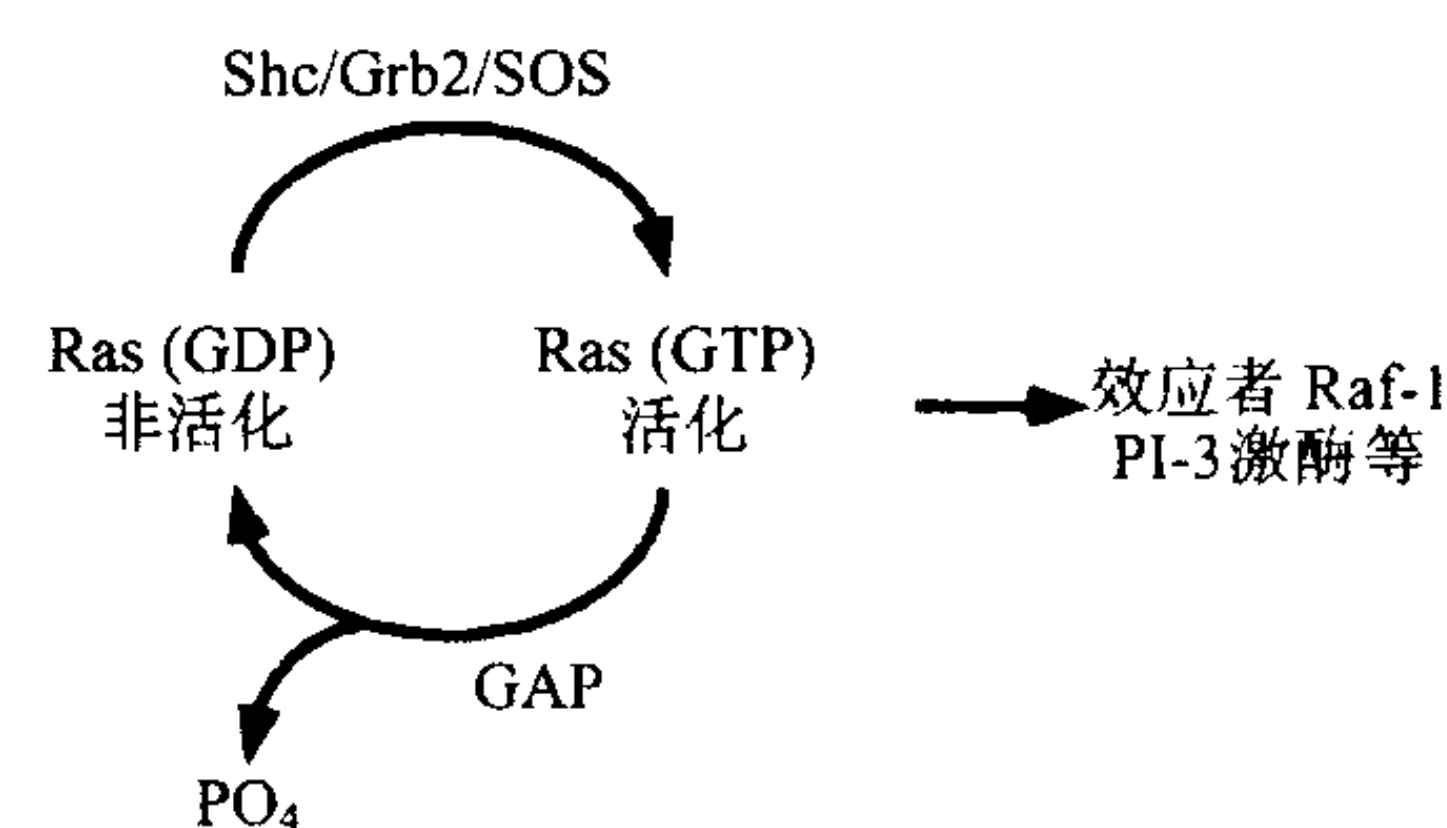 Shc/Grb2/SOS
Ras (GDP)
非活化
Ras (GTP)
活化
效应者 Raf-1
PI-3激酶等
GAP
PO₄